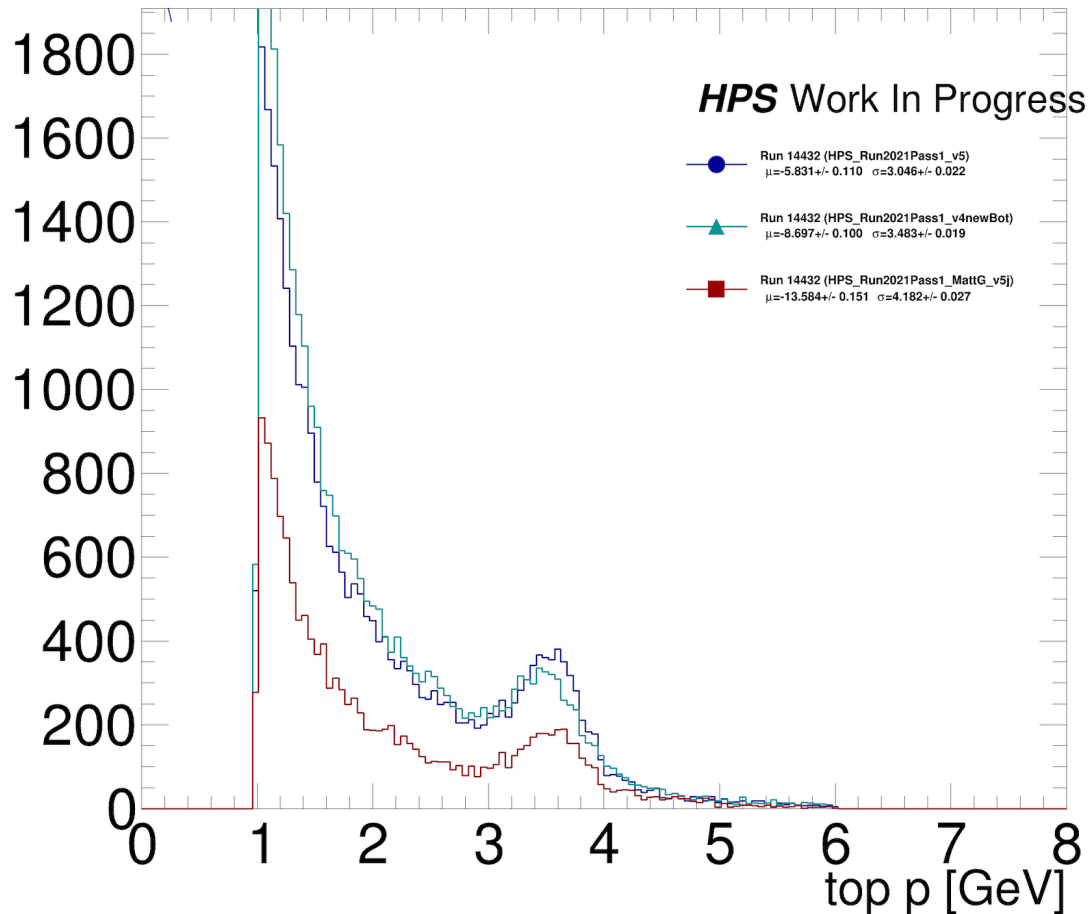 1800
1600
1400
1200
1000
800
600
400
200
0
HPS Work In Progress
Run 14432 (HPS_Run2021Pass1_v5)
μ=-5.831+/- 0.110 σ=3.046+/- 0.022
Run 14432 (HPS_Run2021Pass1_v4newBot)
μ=-8.697+/- 0.100 σ=3.483+/- 0.019
Run 14432 (HPS_Run2021Pass1_MattG_v5j)
μ=-13.584+/- 0.151 σ=4.182+/- 0.027
0 1 2 3 4 5 6 7 8
top p [GeV]